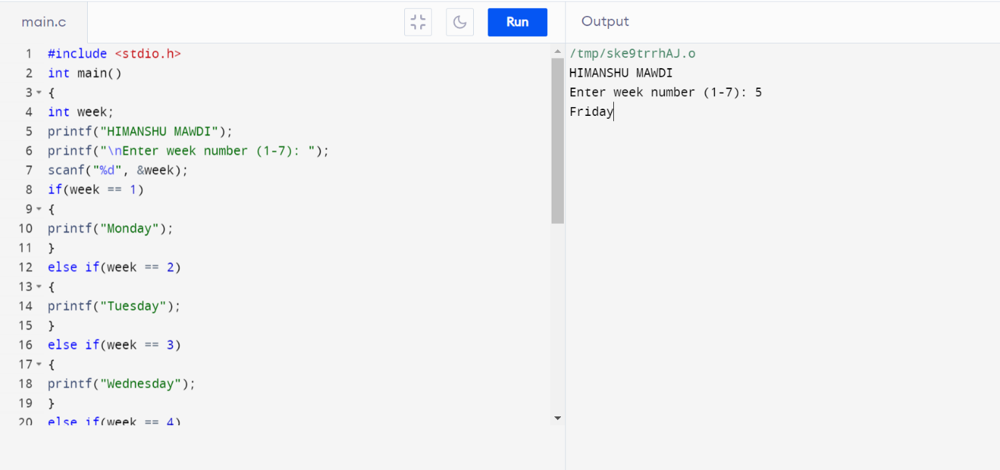 main.c
Run
Output
1 #include <stdio.h>
2 int main()
3 {
4 int week;
5 printf("HIMANSHU MAWDI");
6 printf("\nEnter week number (1-7): ");
7 scanf("%d", &week);
8 if(week == 1)
9 {
10 printf("Monday");
11 }
12 else if(week == 2)
13 {
14 printf("Tuesday");
15 }
16 else if(week == 3)
17 {
18 printf("Wednesday");
19 }
20 else if(week == 4)
/tmp/ske9trrhAJ.o
HIMANSHU MAWDI
Enter week number (1-7): 5
Friday